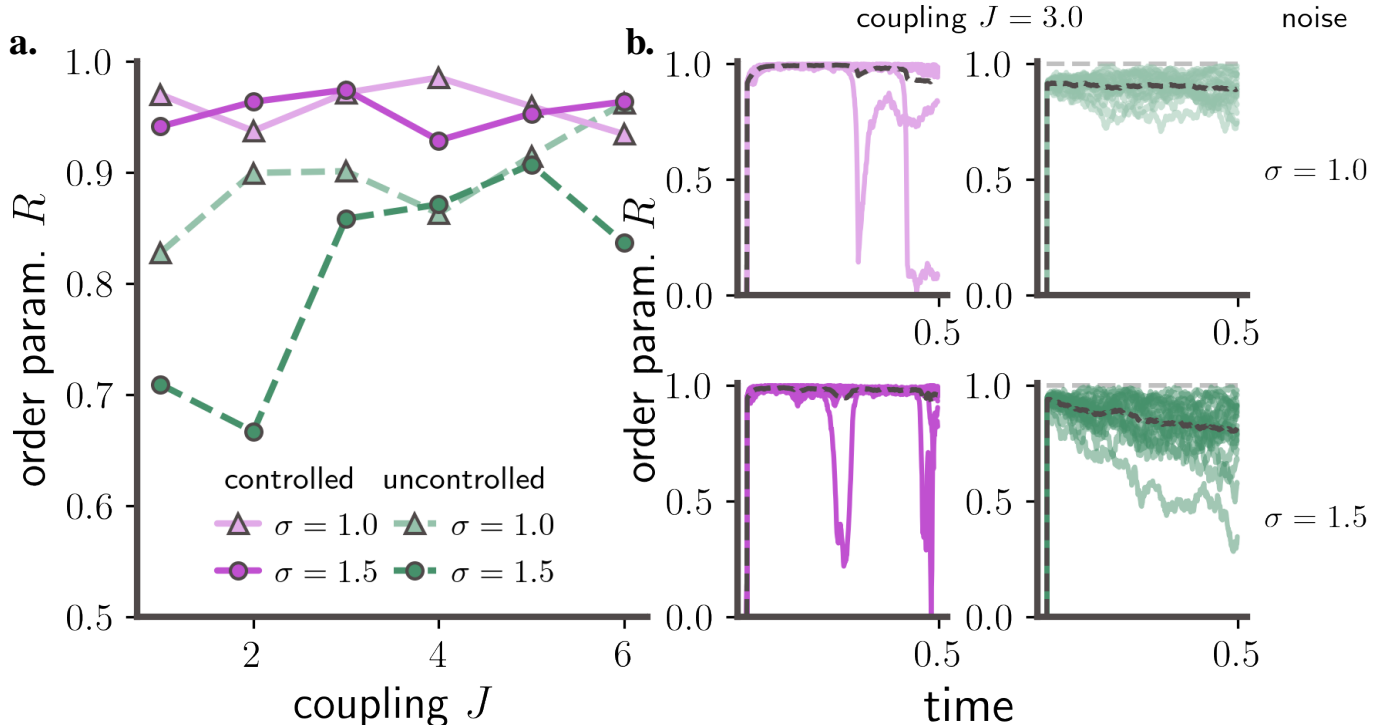 a.
order param. R
1.0
0.9
0.8
0.7
0.6
0.5
2
4
6
coupling J
controlled uncontrolled
σ = 1.0 σ = 1.0
σ = 1.5 σ = 1.5
b.
coupling J = 3.0
noise
order param. R
1.0
0.5
0.0
0.5
1.0
0.5
0.0
0.5
σ = 1.0
1.0
0.5
0.0
0.5
1.0
0.5
0.0
0.5
σ = 1.5
time